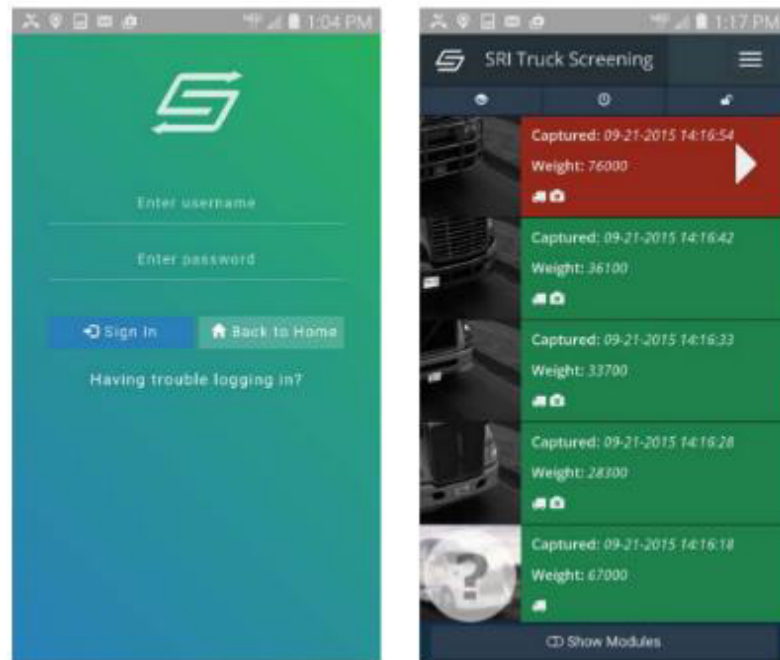 1:04 PM
Enter username
Enter password
Sign In
Back to Home
Having trouble logging in?
1:17 PM
SRI Truck Screening
Captured: 09-21-2015 14:16:54
Weight: 76000
Captured: 09-21-2015 14:16:42
Weight: 36100
Captured: 09-21-2015 14:16:33
Weight: 33700
Captured: 09-21-2015 14:16:28
Weight: 28300
Captured: 09-21-2015 14:16:18
Weight: 67000
?
Show Modules